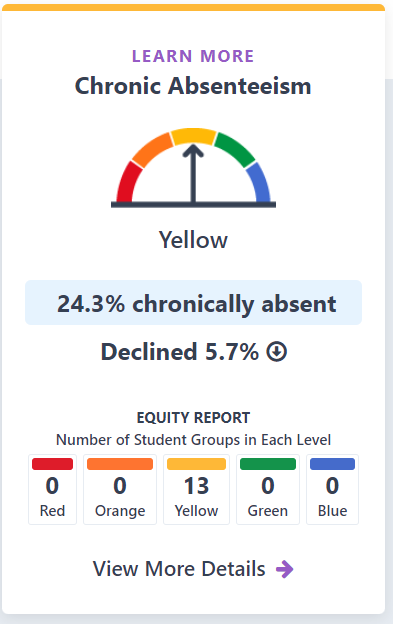 LEARN MORE
Chronic Absenteeism
Yellow
24.3% chronically absent
Declined 5.7%
EQUITY REPORT
Number of Student Groups in Each Level
0 0 13 0 0
Red Orange Yellow Green Blue
View More Details